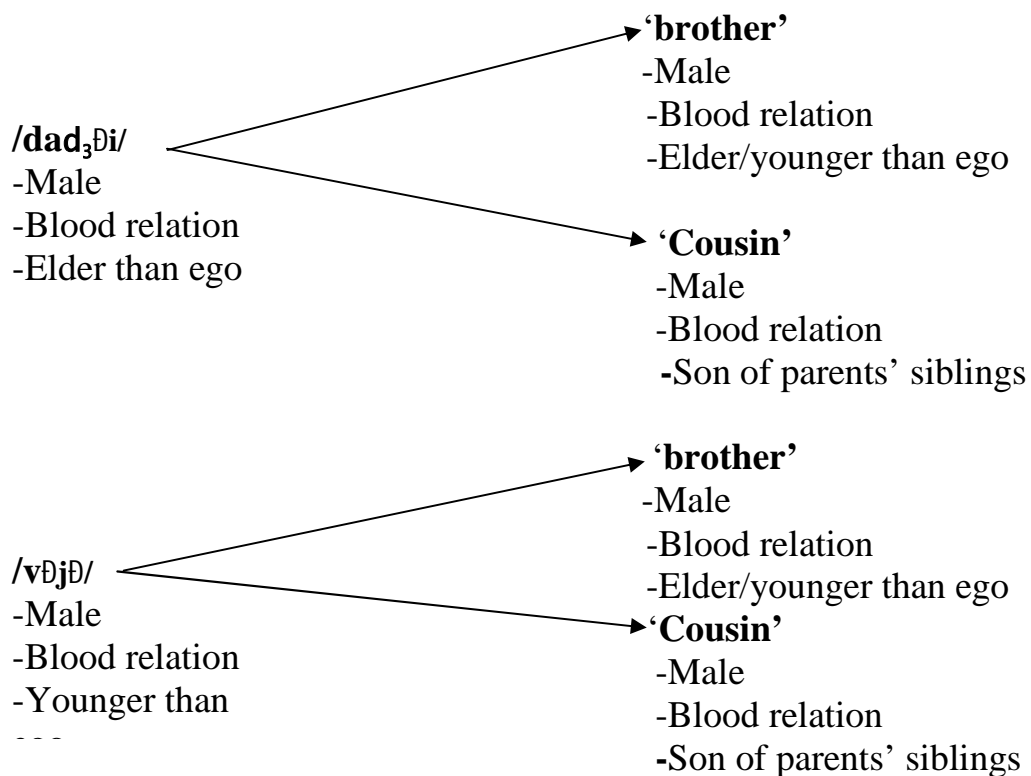 ‘brother’
-Male
-Blood relation
-Elder/younger than ego
/dad₃Ði/
-Male
-Blood relation
-Elder than ego
‘Cousin’
-Male
-Blood relation
-Son of parents’ siblings
‘brother’
-Male
-Blood relation
-Elder/younger than ego
/vÐjÐ/
-Male
-Blood relation
-Younger than
‘Cousin’
-Male
-Blood relation
-Son of parents’ siblings